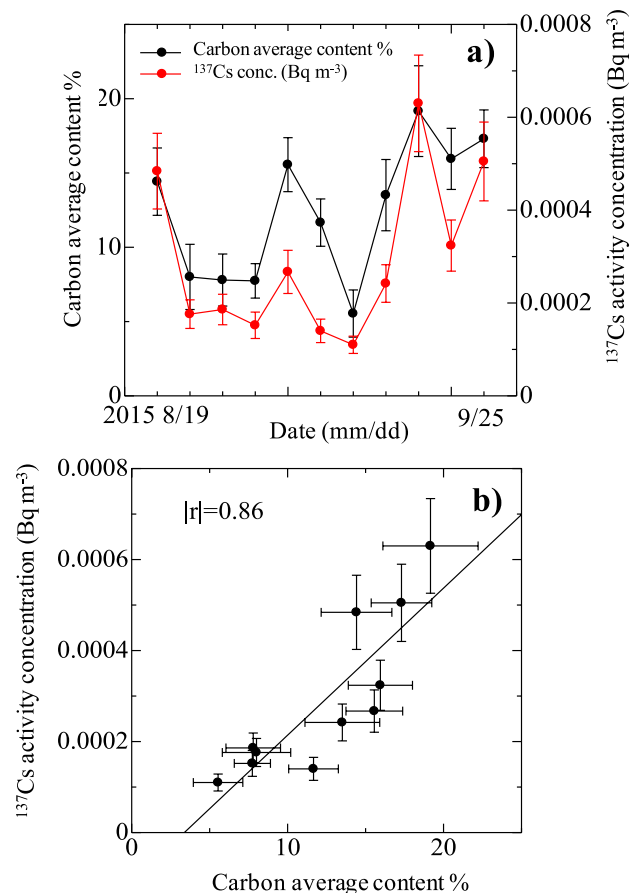 a)
Carbon average content %
¹³⁷Cs conc. (Bq m⁻³)
Carbon average content %
20
10
0
0.0008
0.0006
0.0004
0.0002
0
¹³⁷Cs activity concentration (Bq m⁻³)
2015 8/19
9/25
Date (mm/dd)
b)
|r|=0.86
¹³⁷Cs activity concentration (Bq m⁻³)
0.0008
0.0006
0.0004
0.0002
0
0
10
20
Carbon average content %